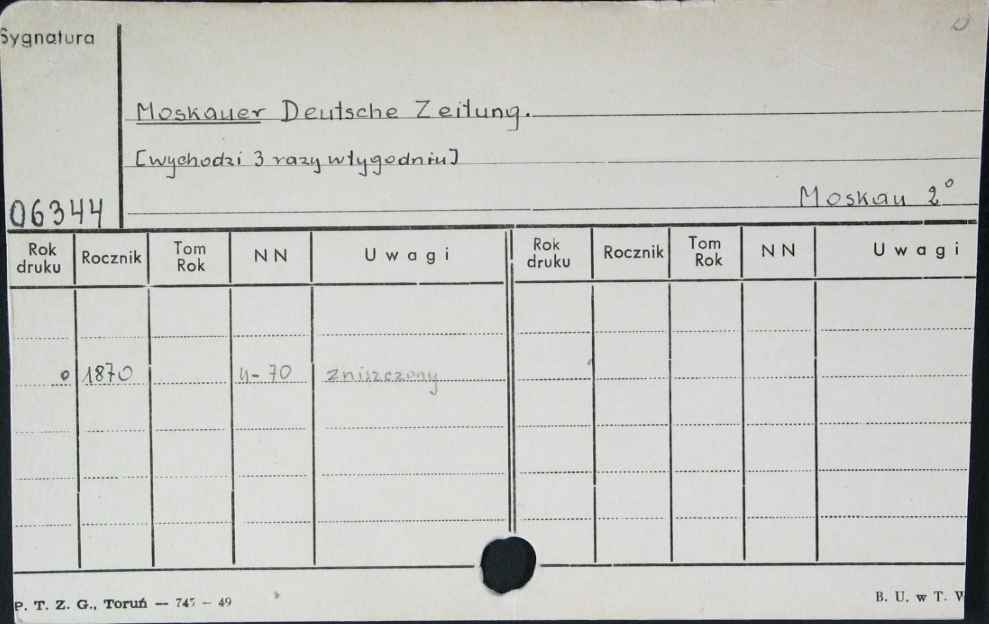 Sygnatura
Moskauer Deutsche Zeitung.
[wychodzi 3 razy w tygodniu]
Moskau 2°
06344
Rok druku Rocznik Tom Rok NN Uwagi Rok druku Rocznik Tom Rok NN Uwagi
o 1870 4-70 zniszczony
P. T. Z. G., Toruń — 745 — 49
B. U. w T. W